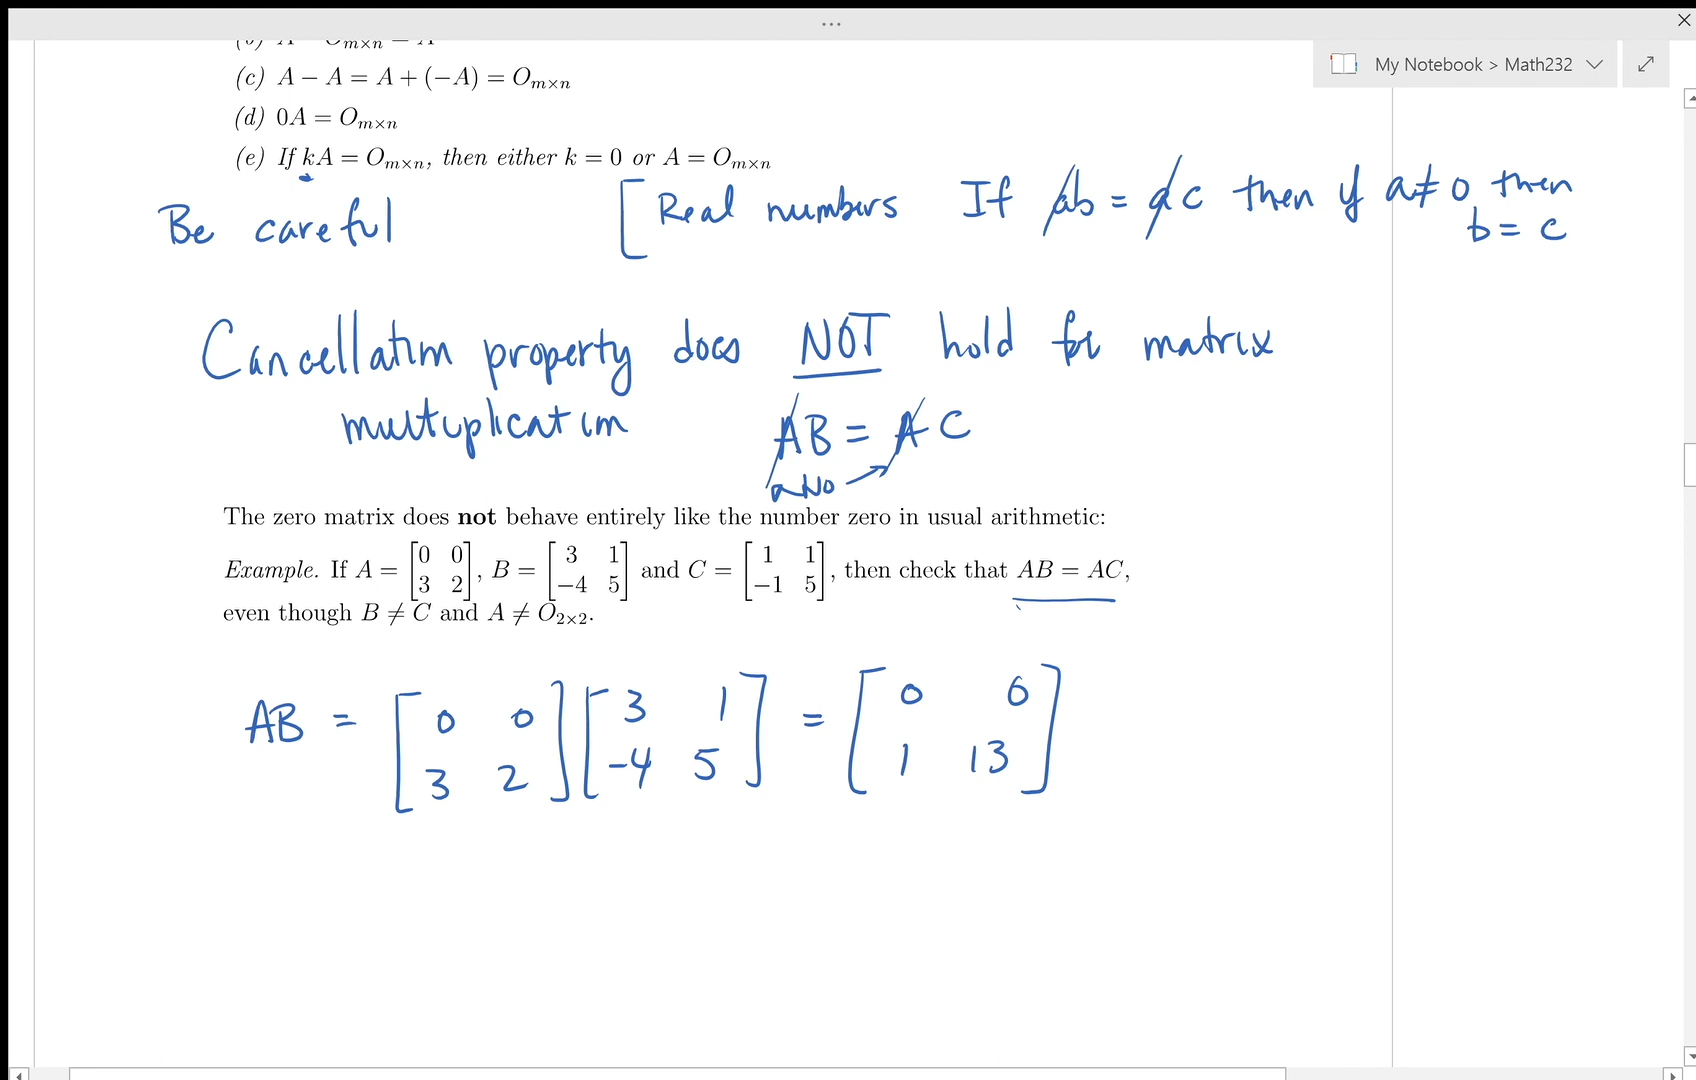 ...
My Notebook > Math232
(c) A − A = A + (−A) = O_{m×n}
(d) 0A = O_{m×n}
(e) If kA = O_{m×n}, then either k = 0 or A = O_{m×n}
Be careful [ Real numbers If ab = ac then if a ≠ 0 then
b = c
Cancellation property does NOT hold for matrix
multiplication AB = AC
No
The zero matrix does not behave entirely like the number zero in usual arithmetic:
Example. If A = [0 0; 3 2], B = [3 1; −4 5] and C = [1 1; −1 5], then check that AB = AC,
even though B ≠ C and A ≠ O_{2×2}.
AB = [0 0; 3 2] [3 1; -4 5] = [0 0; 1 13]